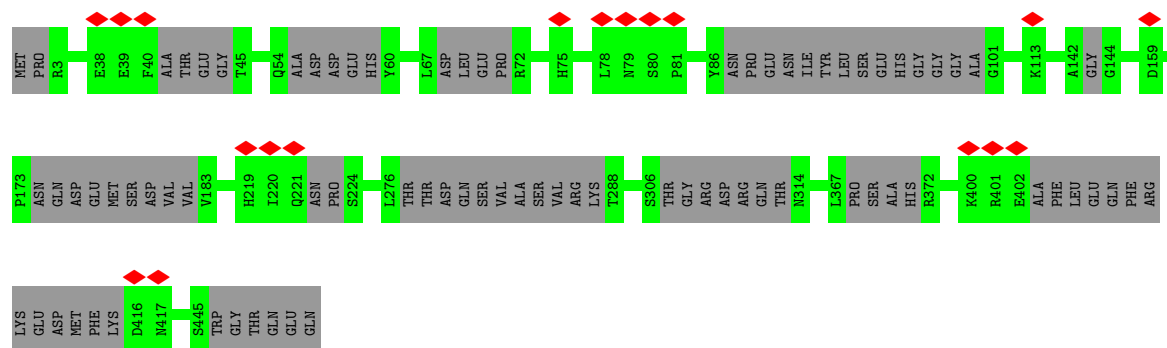 MET PRO R3 E38 E39 F40 ALA THR GLU GLY T45 Q54 ALA ASP ASP GLU HIS Y60 L67 ASP LEU GLU PRO R72 H75 L78 N79 S80 P81 Y86 ASN PRO GLU ASN ILE TYR LEU SER GLU HIS GLY GLY GLY ALA G101 K113 A142 GLY G144 D159
P173 ASN GLN ASP GLU MET SER ASP VAL VAL V183 H219 I220 Q221 ASN PRO S224 L276 THR THR ASP GLN SER VAL ALA SER VAL ARG LYS T288 S306 THR GLY ARG ASP ARG GLN THR N314 L367 PRO SER ALA HIS R372 K400 R401 E402 ALA PHE LEU GLU GLN PHE ARG
LYS GLU ASP MET PHE LYS D416 N417 S445 TRP GLY THR GLN GLU GLN